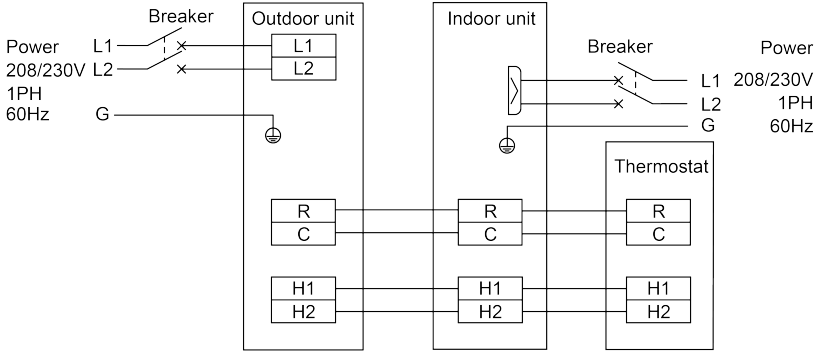 Breaker
Power
208/230V
1PH
60Hz
L1
L2
G
Outdoor unit
L1
L2
R
C
H1
H2
Indoor unit
R
C
H1
H2
Breaker
L1
L2
G
Power
208/230V
1PH
60Hz
Thermostat
R
C
H1
H2